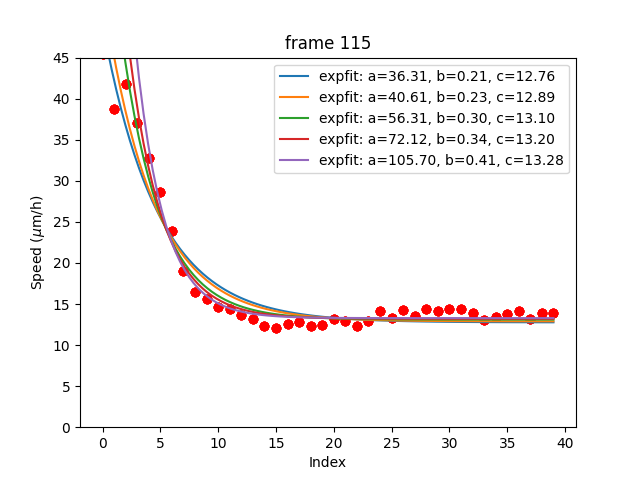 frame 115
45
40
35
30
25
20
15
10
5
0
Speed (μm/h)
expfit: a=36.31, b=0.21, c=12.76
expfit: a=40.61, b=0.23, c=12.89
expfit: a=56.31, b=0.30, c=13.10
expfit: a=72.12, b=0.34, c=13.20
expfit: a=105.70, b=0.41, c=13.28
0 5 10 15 20 25 30 35 40
Index